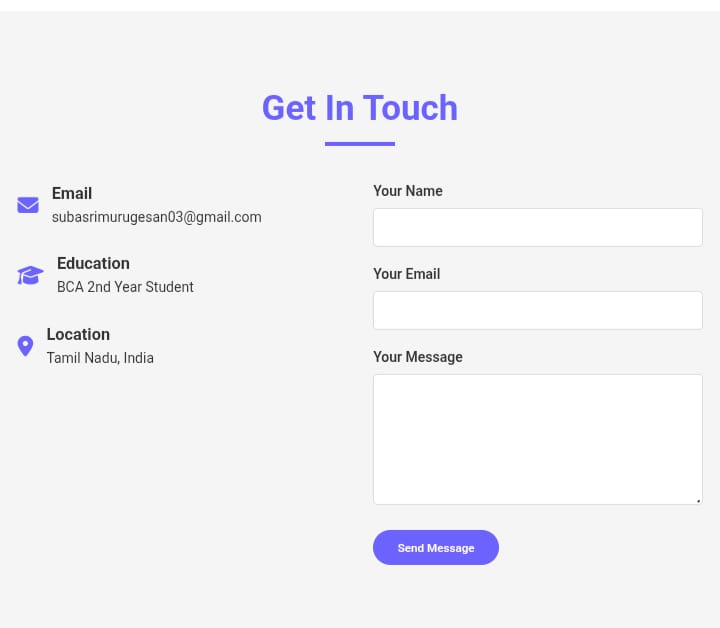 Get In Touch
Email
subasrimurugesan03@gmail.com
Education
BCA 2nd Year Student
Location
Tamil Nadu, India
Your Name
Your Email
Your Message
Send Message